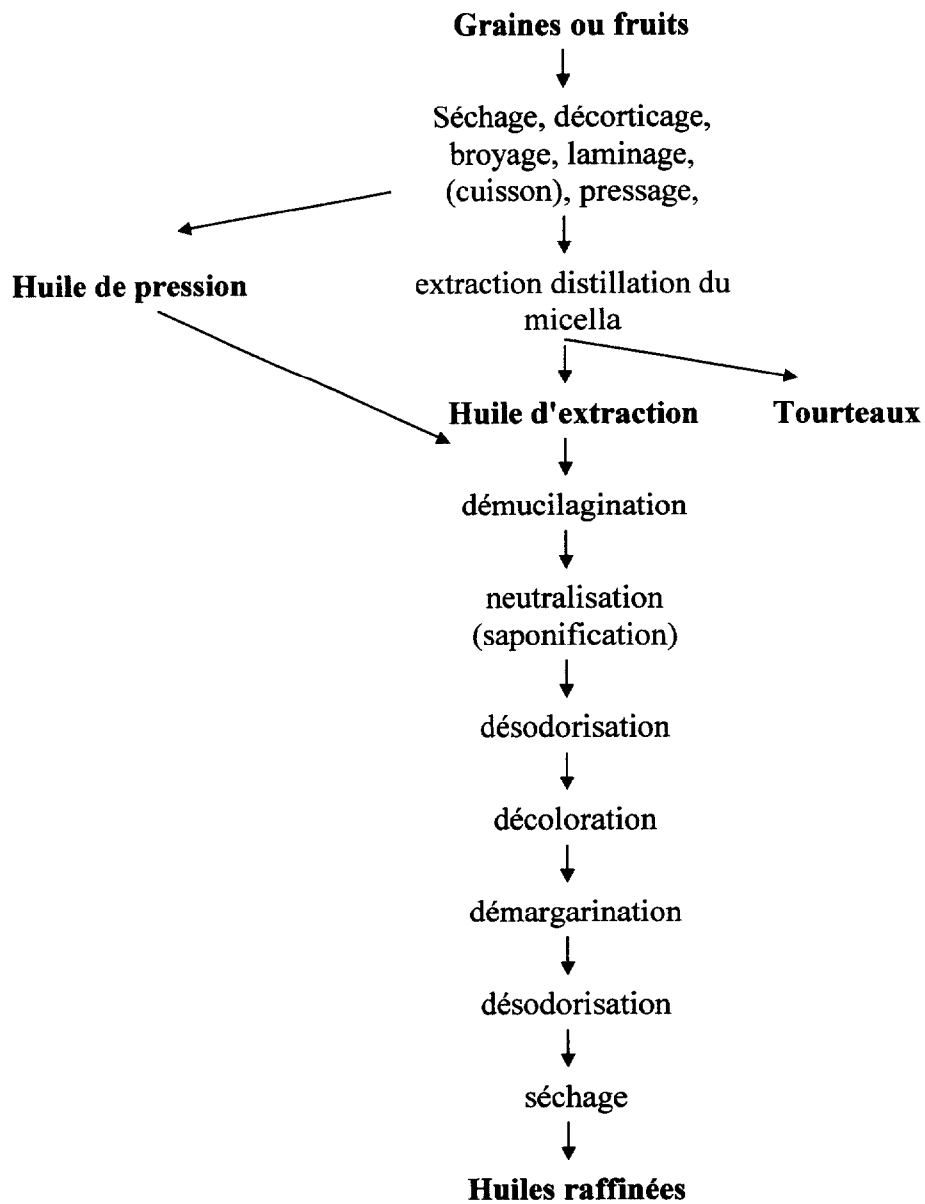 Graines ou fruits
Séchage, décorticage,
broyage, laminage,
(cuisson), pressage,
Huile de pression
extraction distillation du
micella
Huile d'extraction
Tourteaux
démucilagination
neutralisation
(saponification)
désodorisation
décoloration
démargarination
désodorisation
séchage
Huiles raffinées